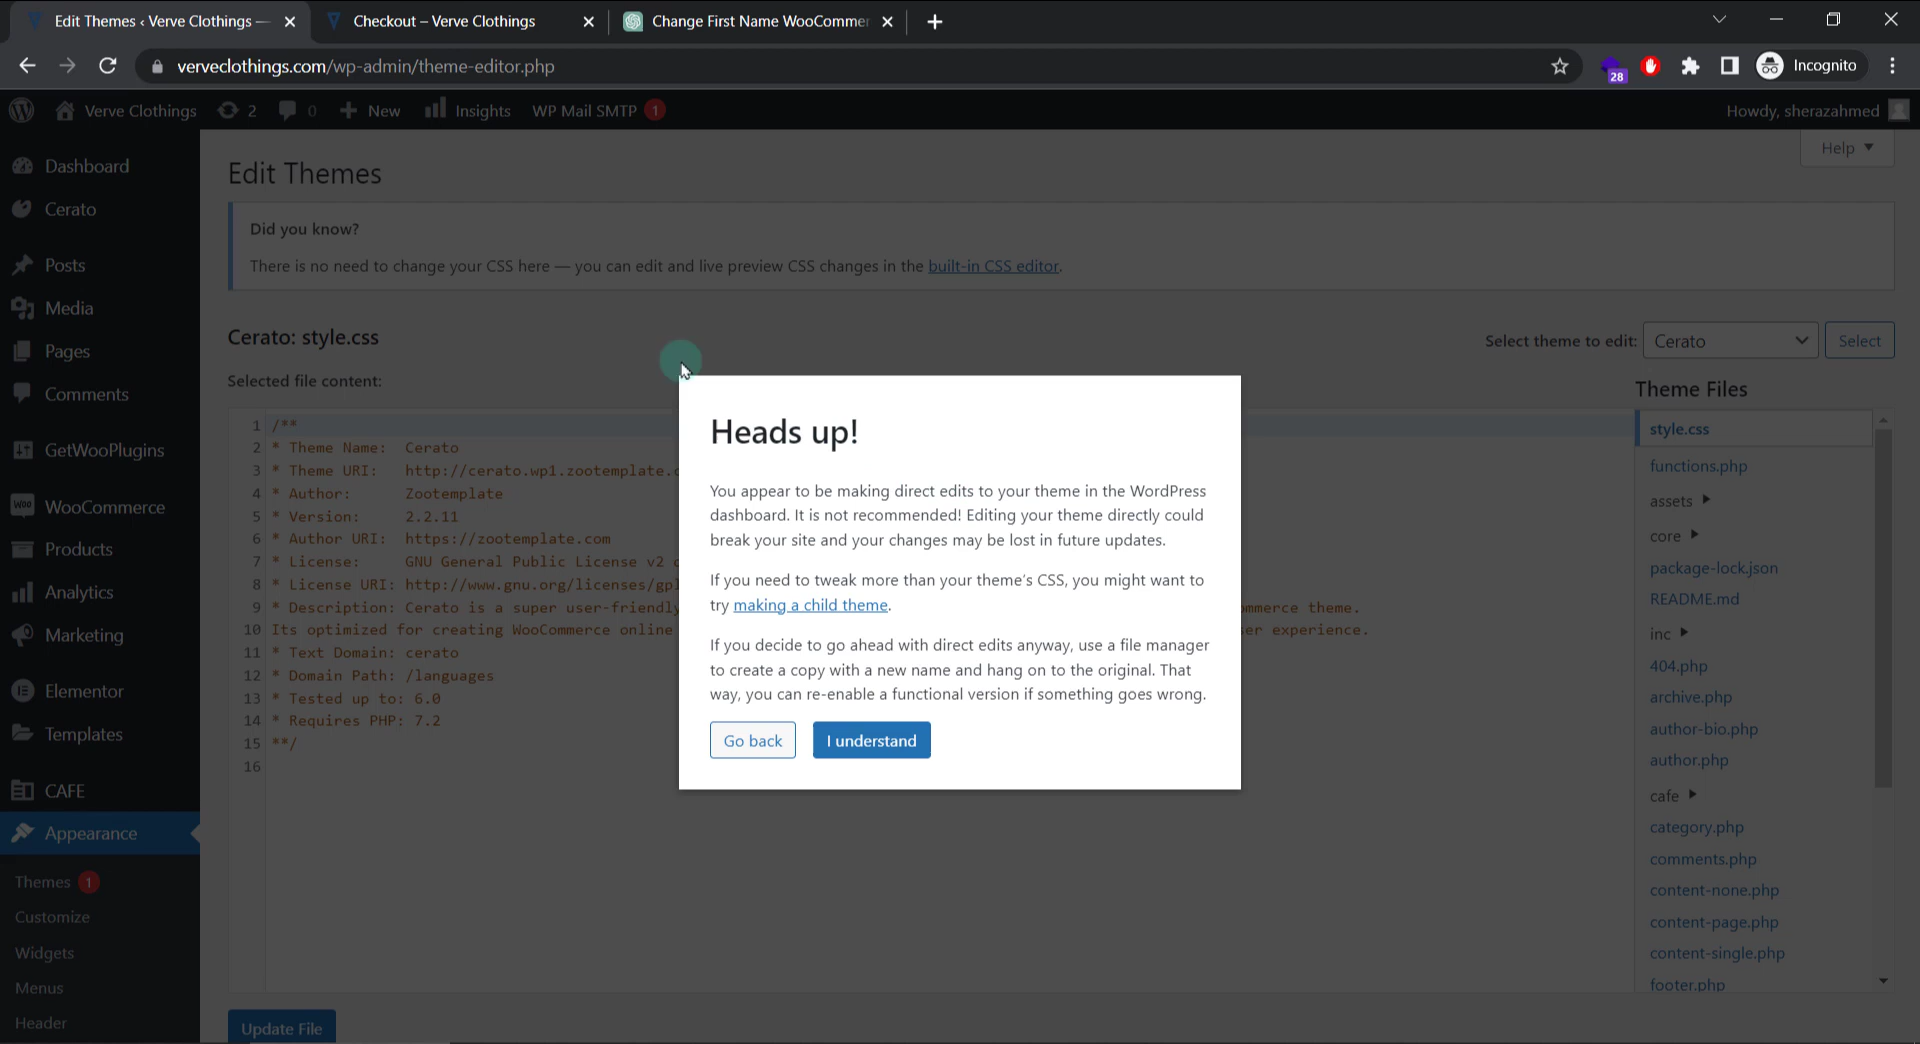 Edit Themes ‹ Verve Clothings —
Checkout – Verve Clothings
Change First Name WooCommer
verveclothings.com/wp-admin/theme-editor.php
28
Incognito
Verve Clothings
2
0
New
Insights
WP Mail SMTP 1
Howdy, sherazahmed
Help
Dashboard
Cerato
Posts
Media
Pages
Comments
GetWooPlugins
Woo
WooCommerce
Products
Analytics
Marketing
Elementor
Templates
CAFE
Appearance
Themes 1
Customize
Widgets
Menus
Header
Edit Themes
Did you know?
There is no need to change your CSS here — you can edit and live preview CSS changes in the built-in CSS editor.
Cerato: style.css
Select theme to edit: Cerato Select
Selected file content:
1 /**
2 * Theme Name: Cerato
3 * Theme URI: http://cerato.wp1.zootemplate.
4 * Author: Zootemplate
5 * Version: 2.2.11
6 * Author URI: https://zootemplate.com
7 * License: GNU General Public License v2
8 * License URI: http://www.gnu.org/licenses/gpl
9 * Description: Cerato is a super user-friendly mmerce theme.
10 Its optimized for creating WooCommerce online er experience.
11 * Text Domain: cerato
12 * Domain Path: /languages
13 * Tested up to: 6.0
14 * Requires PHP: 7.2
15 **/
16
Update File
Heads up!
You appear to be making direct edits to your theme in the WordPress
dashboard. It is not recommended! Editing your theme directly could
break your site and your changes may be lost in future updates.
If you need to tweak more than your theme's CSS, you might want to
try making a child theme.
If you decide to go ahead with direct edits anyway, use a file manager
to create a copy with a new name and hang on to the original. That
way, you can re-enable a functional version if something goes wrong.
Go back
I understand
Theme Files
style.css
functions.php
assets
core
package-lock.json
README.md
inc
404.php
archive.php
author-bio.php
author.php
cafe
category.php
comments.php
content-none.php
content-page.php
content-single.php
footer.php